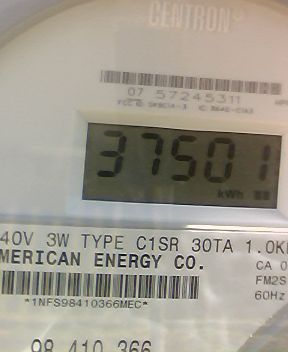 CENTRON
07 57245311
37501
kWh
40V 3W TYPE C1SR 30TA 1.0K
MERICAN ENERGY CO.
CA 0
FM2S
60Hz
*1NFS98410366MEC*
98 410 366